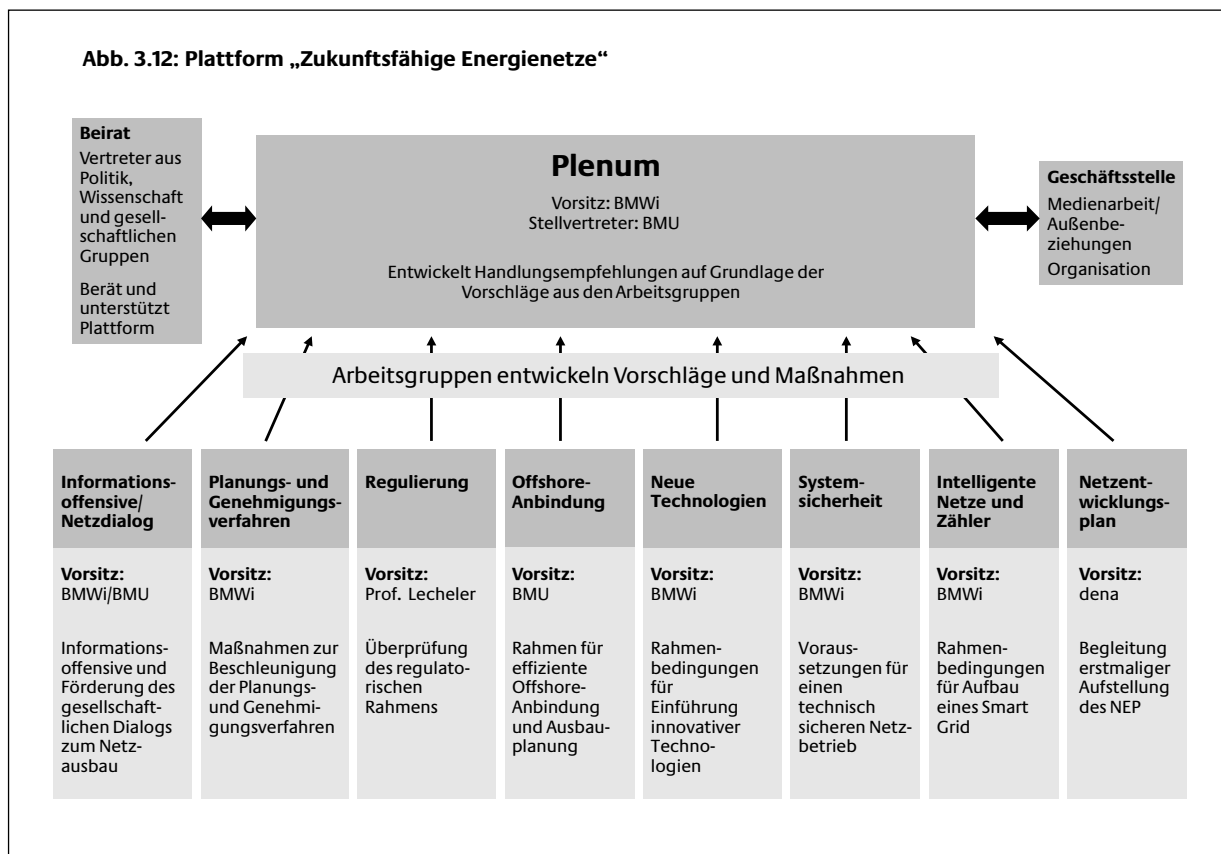 Abb. 3.12: Plattform „Zukunftsfähige Energienetze“
Beirat
Vertreter aus
Politik,
Wissenschaft
und gesell-
schaftlichen
Gruppen
Berät und
unterstützt
Plattform
Plenum
Vorsitz: BMWi
Stellvertreter: BMU
Entwickelt Handlungsempfehlungen auf Grundlage der
Vorschläge aus den Arbeitsgruppen
Geschäftsstelle
Medienarbeit/
Außenbe-
ziehungen
Organisation
Arbeitsgruppen entwickeln Vorschläge und Maßnahmen
Informations-
offensive/
Netzdialog
Vorsitz:
BMWi/BMU
Informations-
offensive und
Förderung des
gesellschaft-
lichen Dialogs
zum Netz-
ausbau
Planungs- und
Genehmigungs-
verfahren
Vorsitz:
BMWi
Maßnahmen zur
Beschleunigung
der Planungs-
und Genehmi-
gungsverfahren
Regulierung
Vorsitz:
Prof. Lecheler
Überprüfung
des regulato-
rischen
Rahmens
Offshore-
Anbindung
Vorsitz:
BMU
Rahmen für
effiziente
Offshore-
Anbindung
und Ausbau-
planung
Neue
Technologien
Vorsitz:
BMWi
Rahmen-
bedingungen
für
Einführung
innovativer
Techno-
logien
System-
sicherheit
Vorsitz:
BMWi
Voraus-
setzungen für
einen
technisch
sicheren Netz-
betrieb
Intelligente
Netze und
Zähler
Vorsitz:
BMWi
Rahmen-
bedingungen
für Aufbau
eines Smart
Grid
Netzent-
wicklungs-
plan
Vorsitz:
dena
Begleitung
erstmaliger
Aufstellung
des NEP